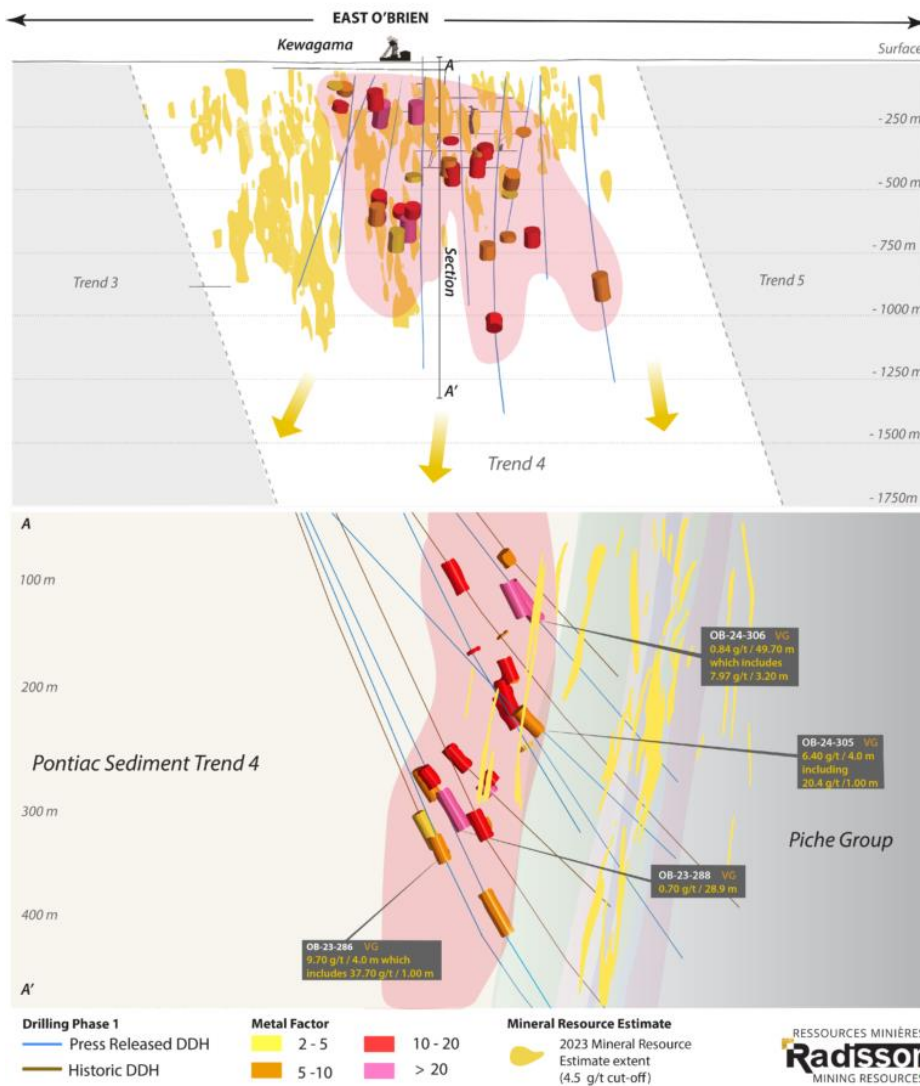 EAST O'BRIEN
Kewagama
Surface
A
- 250 m
- 500 m
- 750 m
Section
Trend 3
Trend 5
- 1000 m
- 1250 m
A'
- 1500 m
Trend 4
- 1750m
A
100 m
OB-24-306 VG
0.84 g/t / 49.70 m
which includes
7.97 g/t / 3.20 m
200 m
OB-24-305 VG
6.40 g/t / 4.0 m
including
20.4 g/t /1.00 m
Pontiac Sediment Trend 4
300 m
Piche Group
OB-23-288 VG
0.70 g/t / 28.9 m
400 m
OB-23-286 VG
9.70 g/t / 4.0 m which
includes 37.70 g/t / 1.00 m
A'
Drilling Phase 1
Press Released DDH
Historic DDH
Metal Factor
2 - 5
10 - 20
5 -10
> 20
Mineral Resource Estimate
2023 Mineral Resource
Estimate extent
(4.5 g/t cut-off)
RESSOURCES MINIÈRES
Radisson
MINING RESOURCES